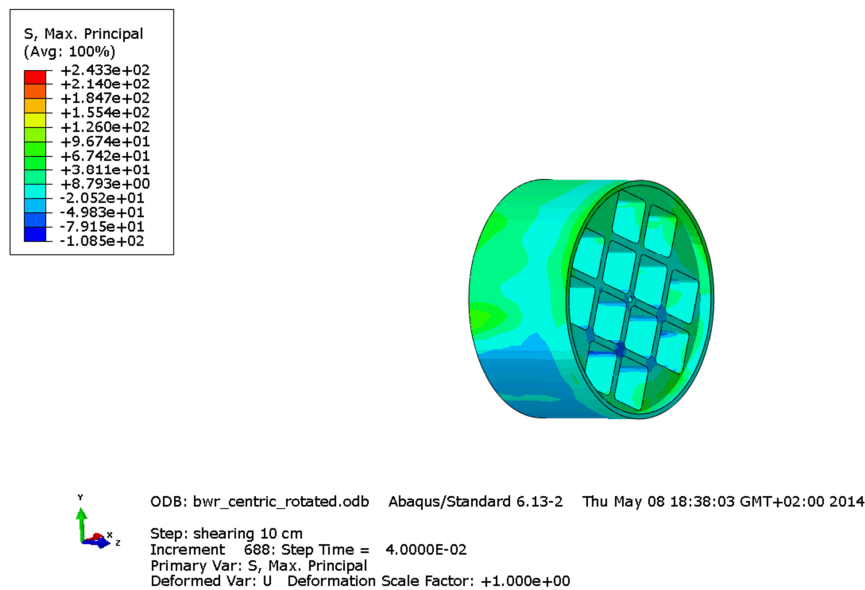 S, Max. Principal
(Avg: 100%)
+2.433e+02
+2.140e+02
+1.847e+02
+1.554e+02
+1.260e+02
+9.674e+01
+6.742e+01
+3.811e+01
+8.793e+00
-2.052e+01
-4.983e+01
-7.915e+01
-1.085e+02
Y
X
Z
ODB: bwr_centric_rotated.odb Abaqus/Standard 6.13-2 Thu May 08 18:38:03 GMT+02:00 2014
Step: shearing 10 cm
Increment 688: Step Time = 4.0000E-02
Primary Var: S, Max. Principal
Deformed Var: U Deformation Scale Factor: +1.000e+00